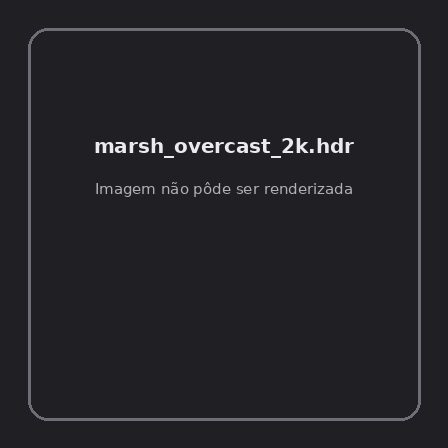 marsh_overcast_2k.hdr
Imagem não pôde ser renderizada